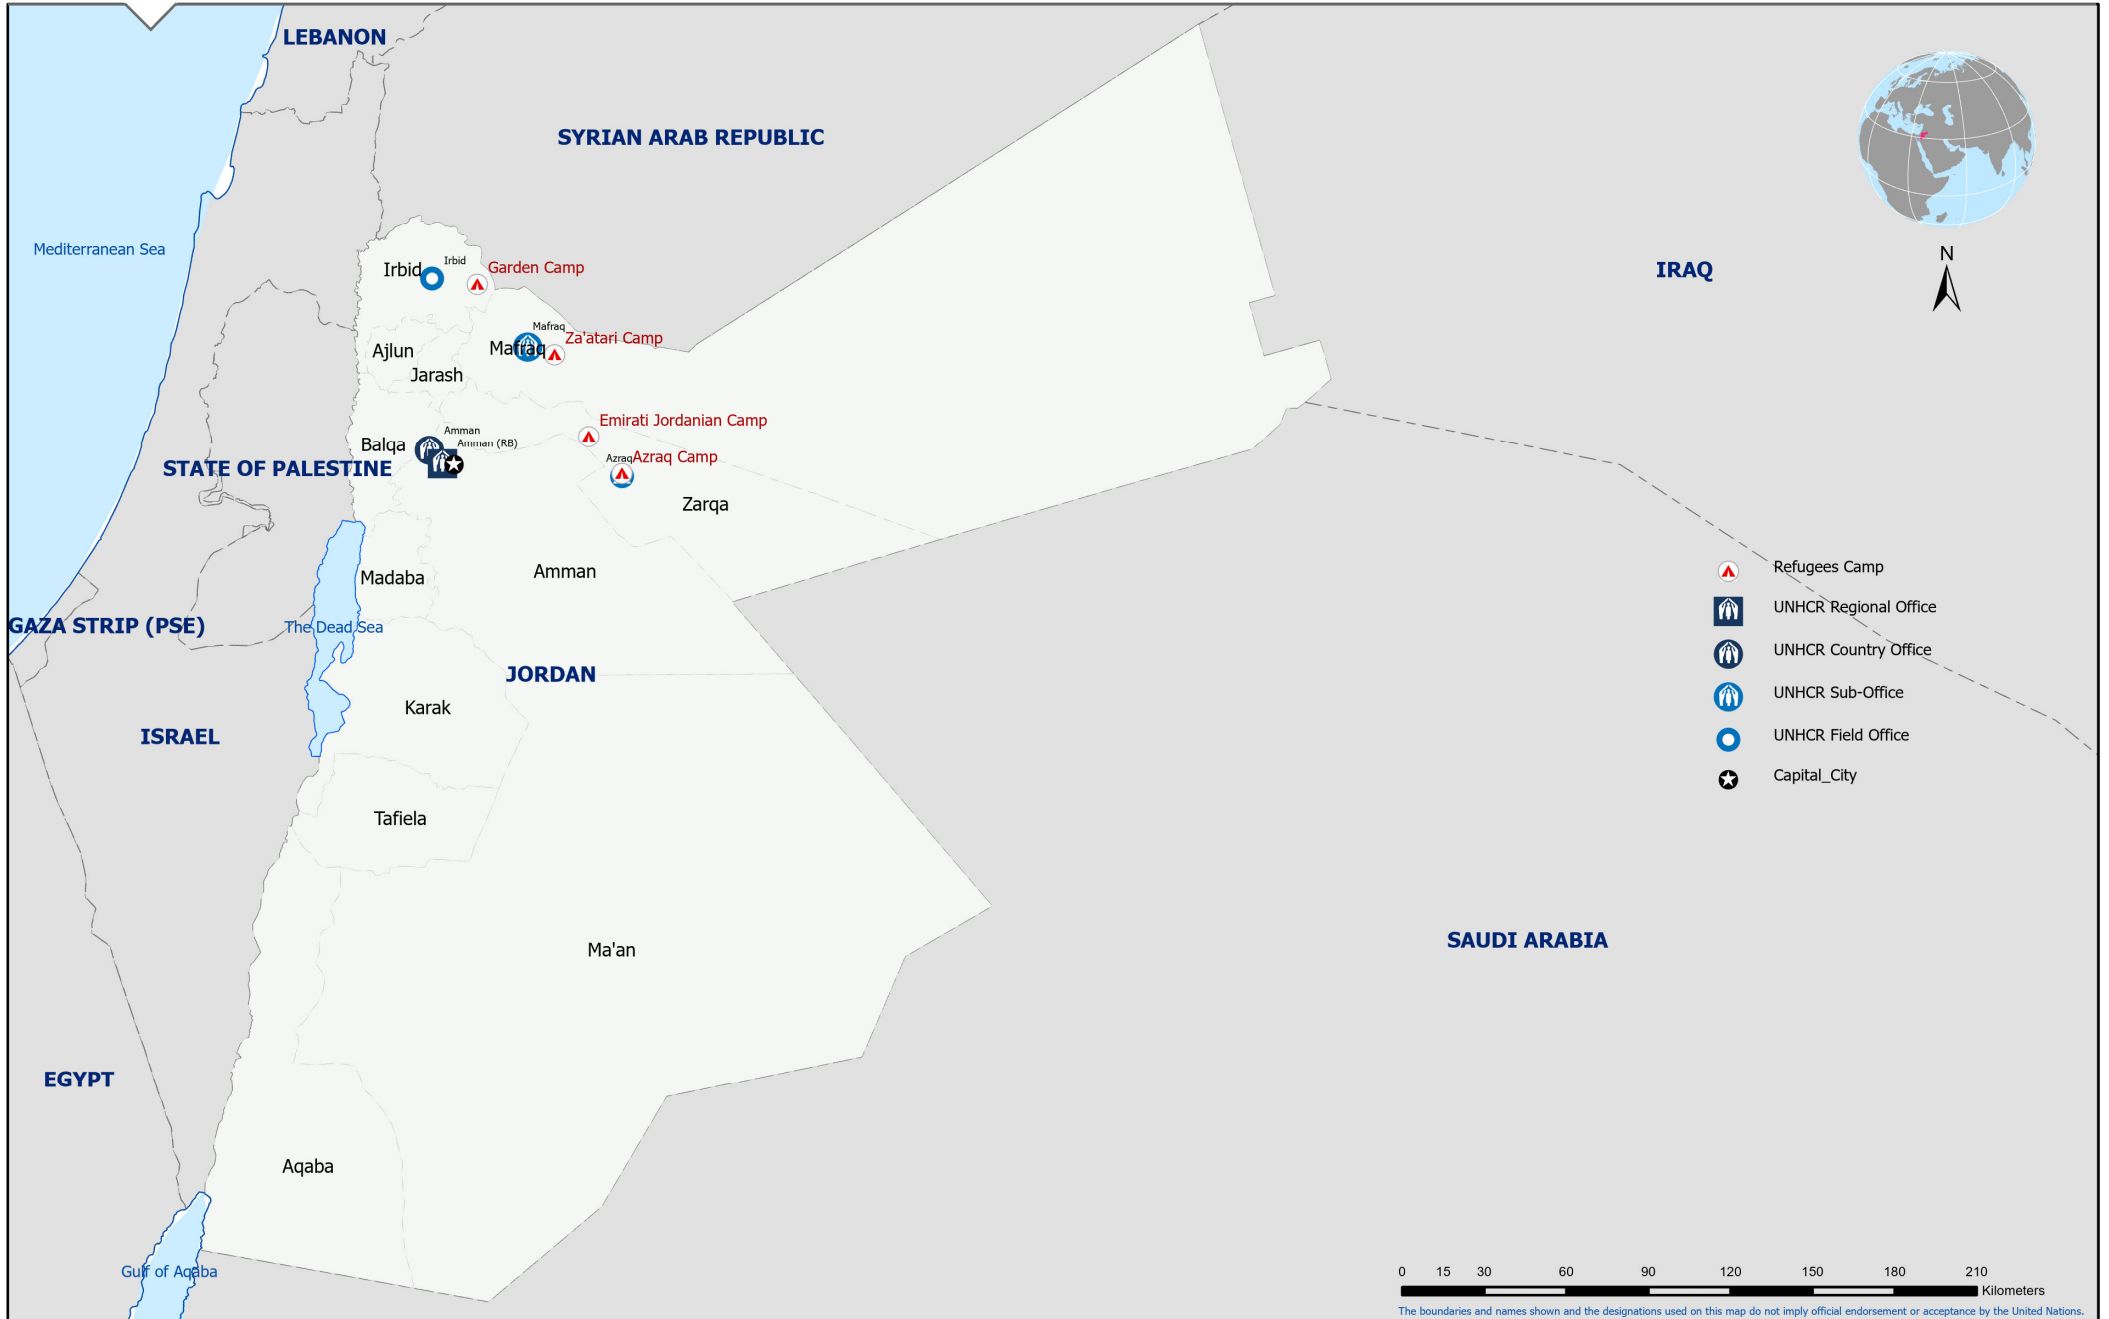 LEBANON
SYRIAN ARAB REPUBLIC
Mediterranean Sea
N
IRAQ
Irbid
Irbid
Garden Camp
Mafraq
Mafraq
Za'atari Camp
Ajlun
Jarash
Emirati Jordanian Camp
Amman
Amman (RB)
Balqa
Azraq
Azraq Camp
STATE OF PALESTINE
Zarqa
Madaba
Amman
GAZA STRIP (PSE)
The Dead Sea
JORDAN
Karak
ISRAEL
Tafiela
Ma'an
EGYPT
Aqaba
Gulf of Aqaba
SAUDI ARABIA
Refugees Camp
UNHCR Regional Office
UNHCR Country Office
UNHCR Sub-Office
UNHCR Field Office
Capital_City
0 15 30 60 90 120 150 180 210
Kilometers
The boundaries and names shown and the designations used on this map do not imply official endorsement or acceptance by the United Nations.